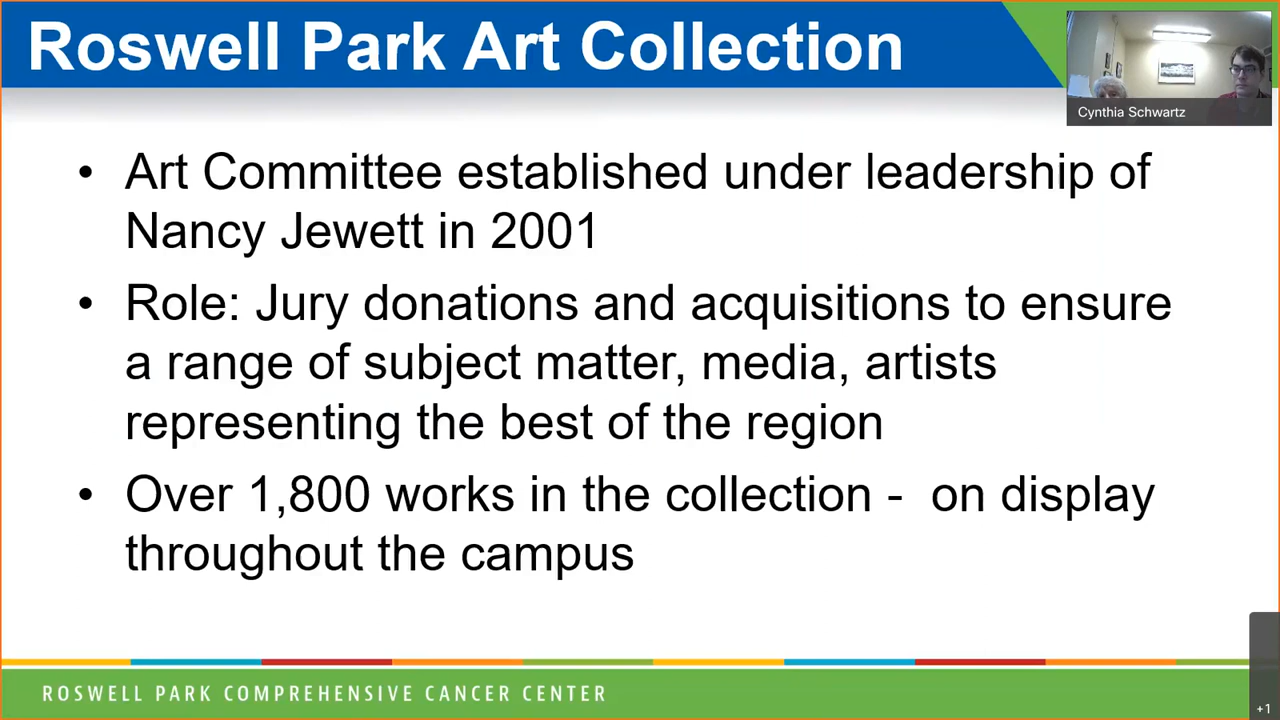 Roswell Park Art Collection
Cynthia Schwartz
• Art Committee established under leadership of
Nancy Jewett in 2001
• Role: Jury donations and acquisitions to ensure
a range of subject matter, media, artists
representing the best of the region
• Over 1,800 works in the collection - on display
throughout the campus
ROSWELL PARK COMPREHENSIVE CANCER CENTER
+1